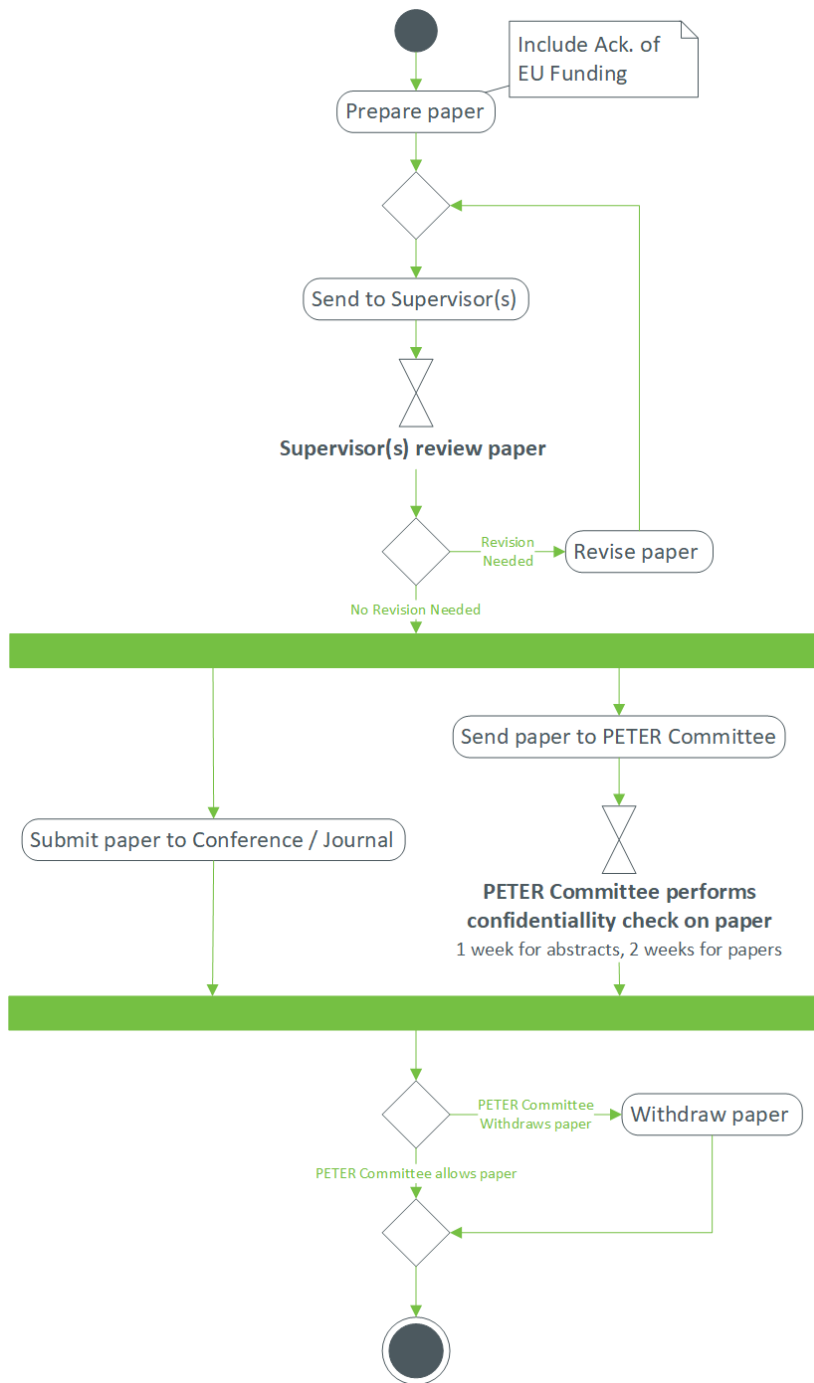 Include Ack. of
EU Funding
Prepare paper
Send to Supervisor(s)
Supervisor(s) review paper
Revision
Needed
Revise paper
No Revision Needed
Send paper to PETER Committee
Submit paper to Conference / Journal
PETER Committee performs
confidentiallity check on paper
1 week for abstracts, 2 weeks for papers
PETER Committee
Withdraws paper
Withdraw paper
PETER Committee allows paper